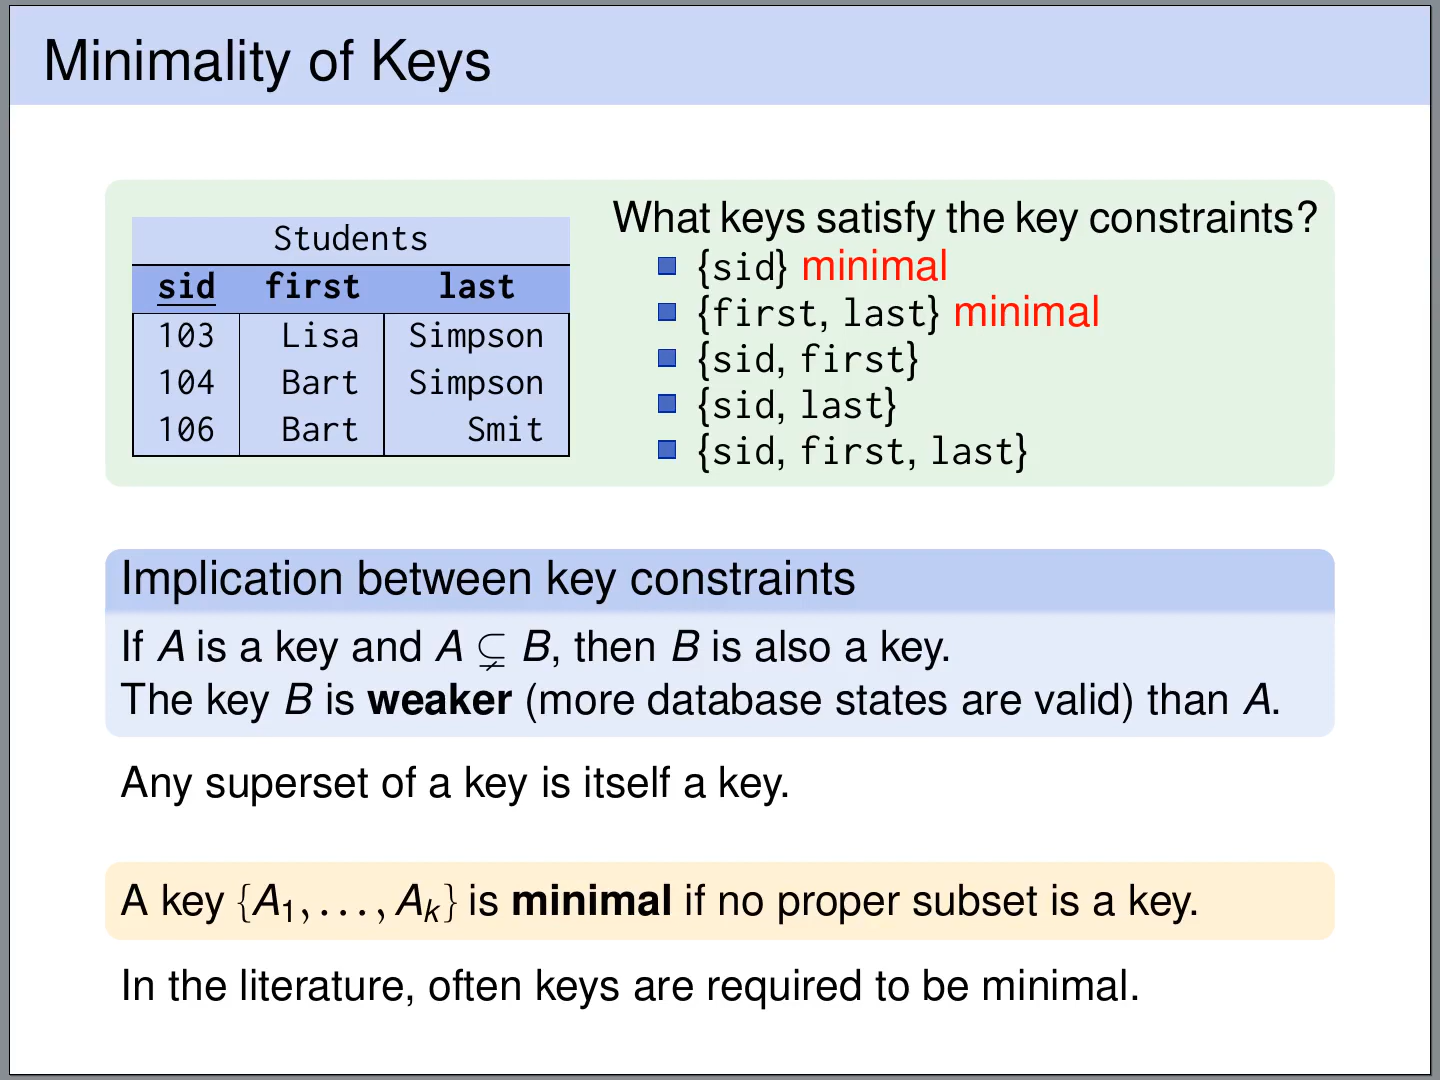 Minimality of Keys
Students
sid first last
103 Lisa Simpson
104 Bart Simpson
106 Bart Smit
What keys satisfy the key constraints?
{sid} minimal
{first, last} minimal
{sid, first}
{sid, last}
{sid, first, last}
Implication between key constraints
If A is a key and A ⊊ B, then B is also a key.
The key B is weaker (more database states are valid) than A.
Any superset of a key is itself a key.
A key {A₁, . . . , Aₖ} is minimal if no proper subset is a key.
In the literature, often keys are required to be minimal.